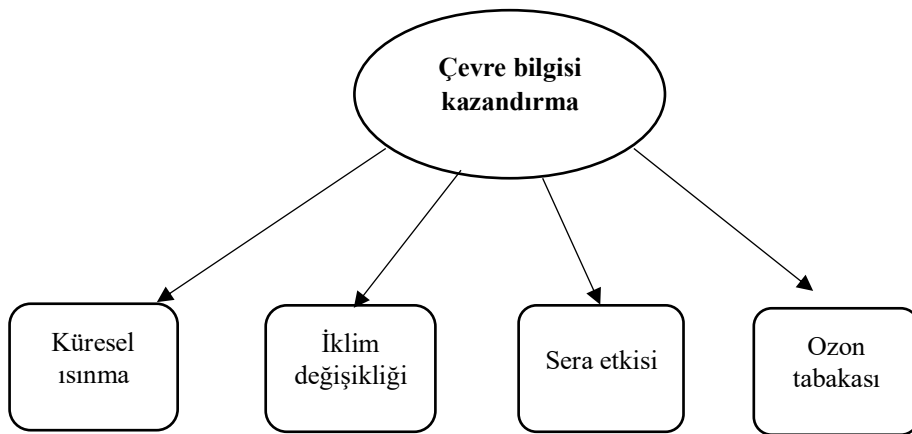 Çevre bilgisi
kazandırma
Küresel
ısınma
İklim
değişikliği
Sera etkisi
Ozon
tabakası